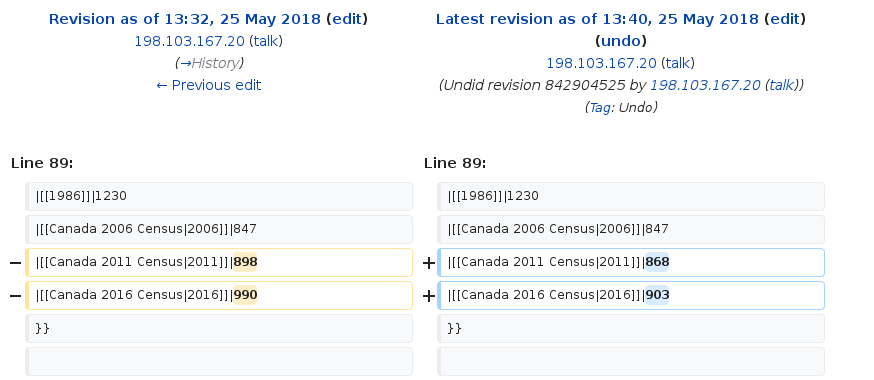 Revision as of 13:32, 25 May 2018 (edit)
198.103.167.20 (talk)
(→History)
← Previous edit
Latest revision as of 13:40, 25 May 2018 (edit)
(undo)
198.103.167.20 (talk)
(Undid revision 842904525 by 198.103.167.20 (talk))
(Tag: Undo)
Line 89:
Line 89:
|[[1986]]|1230
|[[1986]]|1230
|[[Canada 2006 Census|2006]]|847
|[[Canada 2006 Census|2006]]|847
− |[[Canada 2011 Census|2011]]|898
+ |[[Canada 2011 Census|2011]]|868
− |[[Canada 2016 Census|2016]]|990
+ |[[Canada 2016 Census|2016]]|903
}}
}}